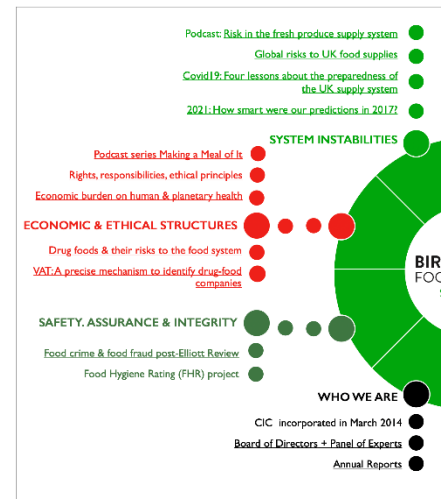 Podcast: Risk in the fresh produce supply system
Global risks to UK food supplies
Covid19: Four lessons about the preparedness of
the UK supply system
2021: How smart were our predictions in 2017?
SYSTEM INSTABILITIES
Podcast series Making a Meal of It
Rights, responsibilities, ethical principles
Economic burden on human & planetary health
ECONOMIC & ETHICAL STRUCTURES
Drug foods & their risks to the food system
VAT: A precise mechanism to identify drug-food
companies
BIR
FOO
SAFETY. ASSURANCE & INTEGRITY
Food crime & food fraud post-Elliott Review
Food Hygiene Rating (FHR) project
WHO WE ARE
CIC incorporated in March 2014
Board of Directors + Panel of Experts
Annual Reports